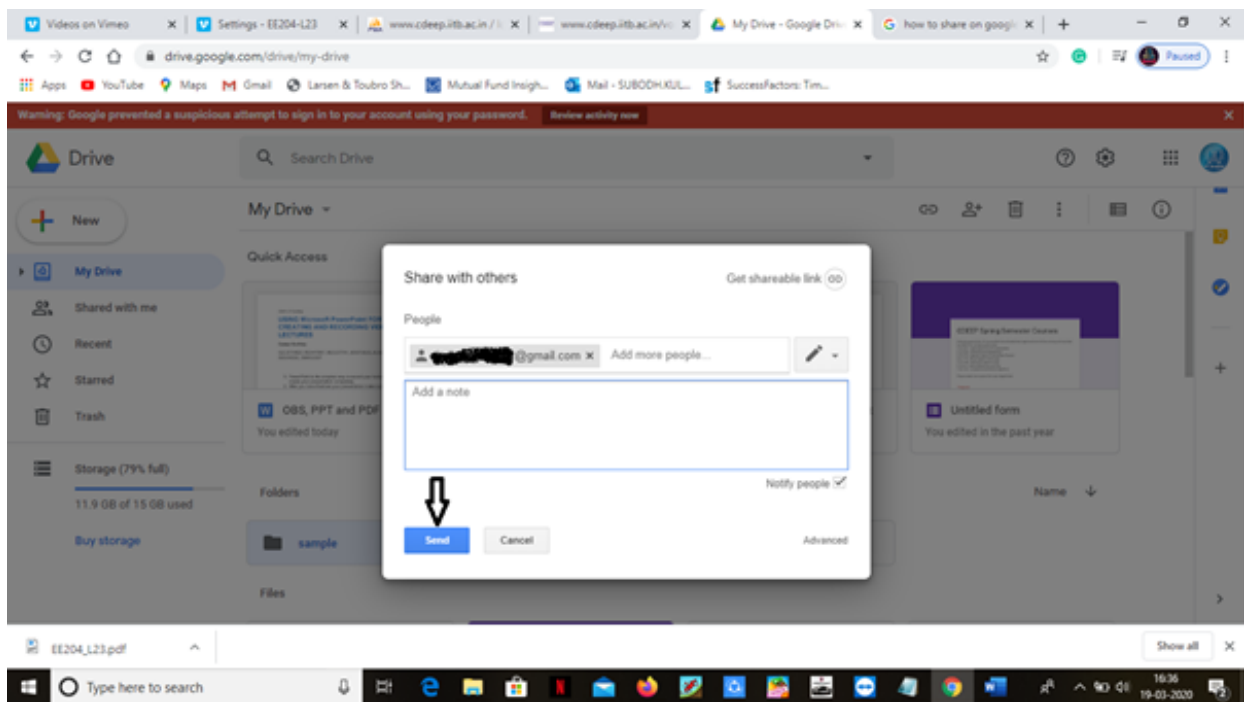 Videos on Vimeo
Settings - EE204-L23
www.cdeep.iitb.ac.in /
www.cdeep.iitb.ac.in/vo
My Drive - Google Driv
how to share on googl
drive.google.com/drive/my-drive
Paused
Apps YouTube Maps Gmail Larsen & Toubro Sh... Mutual Fund Insigh... Mail - SUBODH.KUL... SuccessFactors: Tim...
Warning: Google prevented a suspicious attempt to sign in to your account using your password. Review activity now
Drive
Search Drive
New
My Drive
My Drive
Shared with me
Recent
Starred
Trash
Storage (79% full)
11.9 GB of 15 GB used
Buy storage
Quick Access
OBS, PPT and PDF
You edited today
CDEEP Spring Semester Courses
Untitled form
You edited in the past year
Folders
Name
sample
Files
Share with others
Get shareable link
People
@gmail.com
Add more people...
Add a note
Notify people
Send
Cancel
Advanced
EE204_L23.pdf
Show all
Type here to search
16:36
19-03-2020